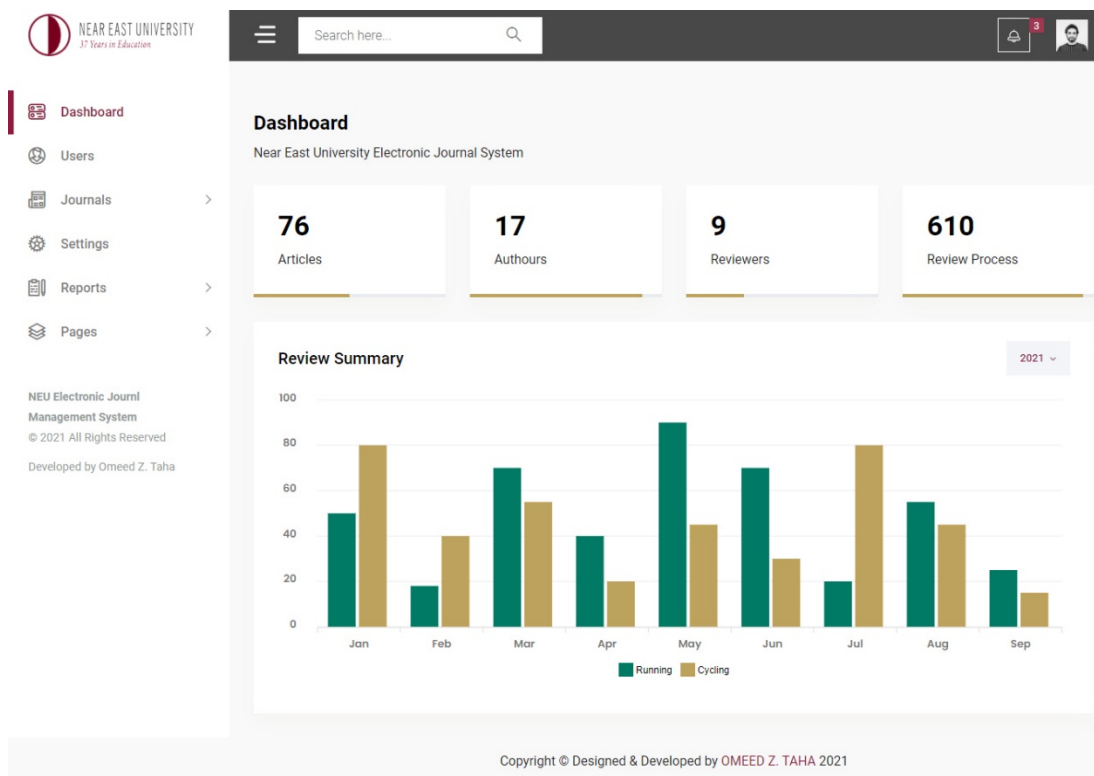 NEAR EAST UNIVERSITY
37 Years in Education
Search here...
3
Dashboard
Users
Journals
Settings
Reports
Pages
NEU Electronic Journl
Management System
© 2021 All Rights Reserved
Developed by Omeed Z. Taha
Dashboard
Near East University Electronic Journal System
76
Articles
17
Authours
9
Reviewers
610
Review Process
Review Summary
2021
100
80
60
40
20
0
Jan Feb Mar Apr May Jun Jul Aug Sep
Running Cycling
Copyright © Designed & Developed by OMEED Z. TAHA 2021